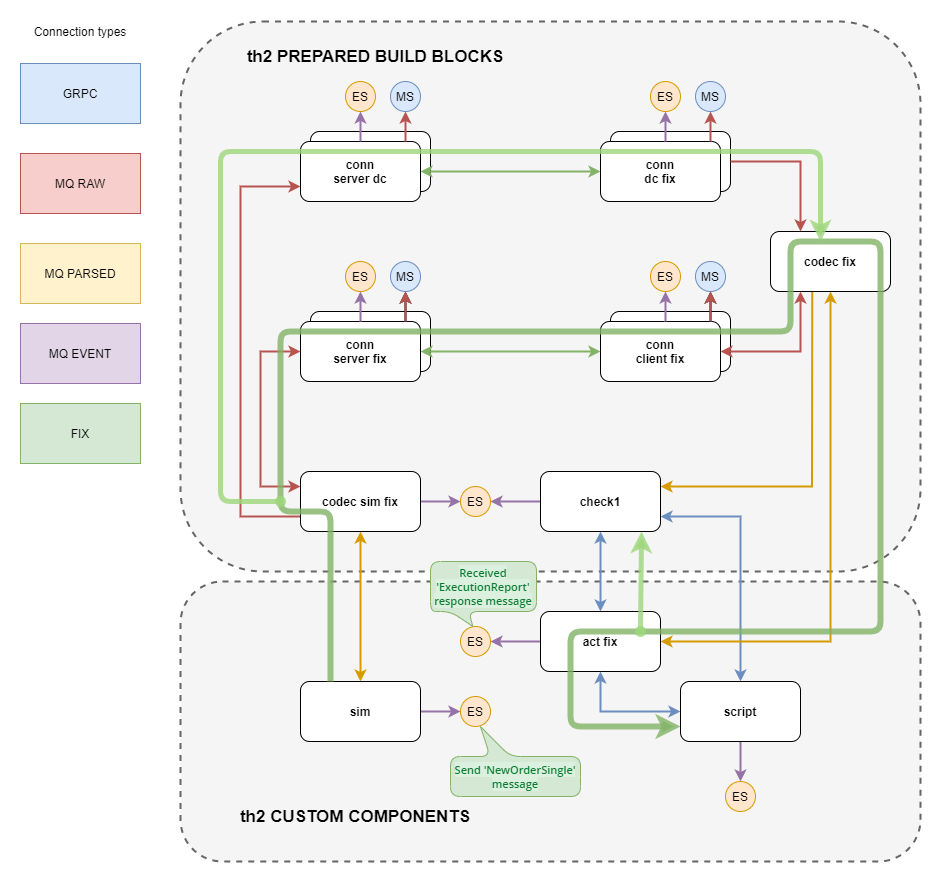 Connection types
GRPC
MQ RAW
MQ PARSED
MQ EVENT
FIX
th2 PREPARED BUILD BLOCKS
ES
MS
ES
MS
conn
server dc
conn
dc fix
codec fix
ES
MS
ES
MS
conn
server fix
conn
client fix
codec sim fix
ES
check1
Received
'ExecutionReport'
response message
ES
act fix
sim
ES
script
Send 'NewOrderSingle'
message
ES
th2 CUSTOM COMPONENTS